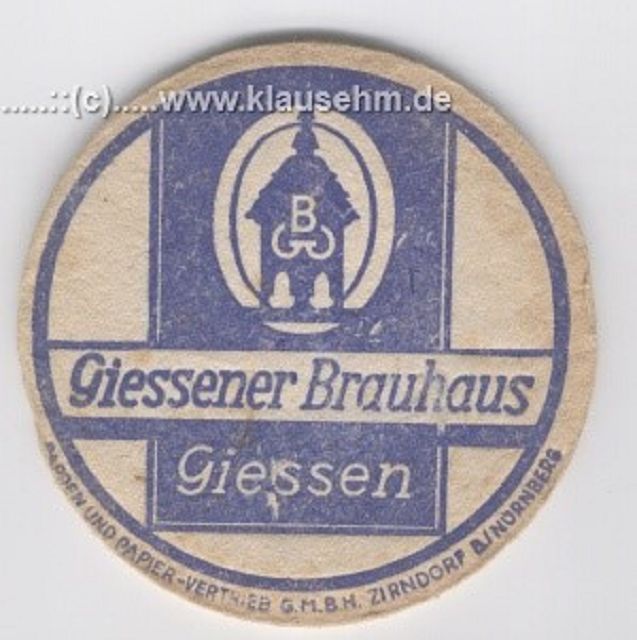 .....::(c)....www.klausehm.de
B
Giessener Brauhaus
Giessen
PAPPEN UND PAPIER-VERTRIEB G.M.B.H. ZIRNDORF B/NÜRNBERG